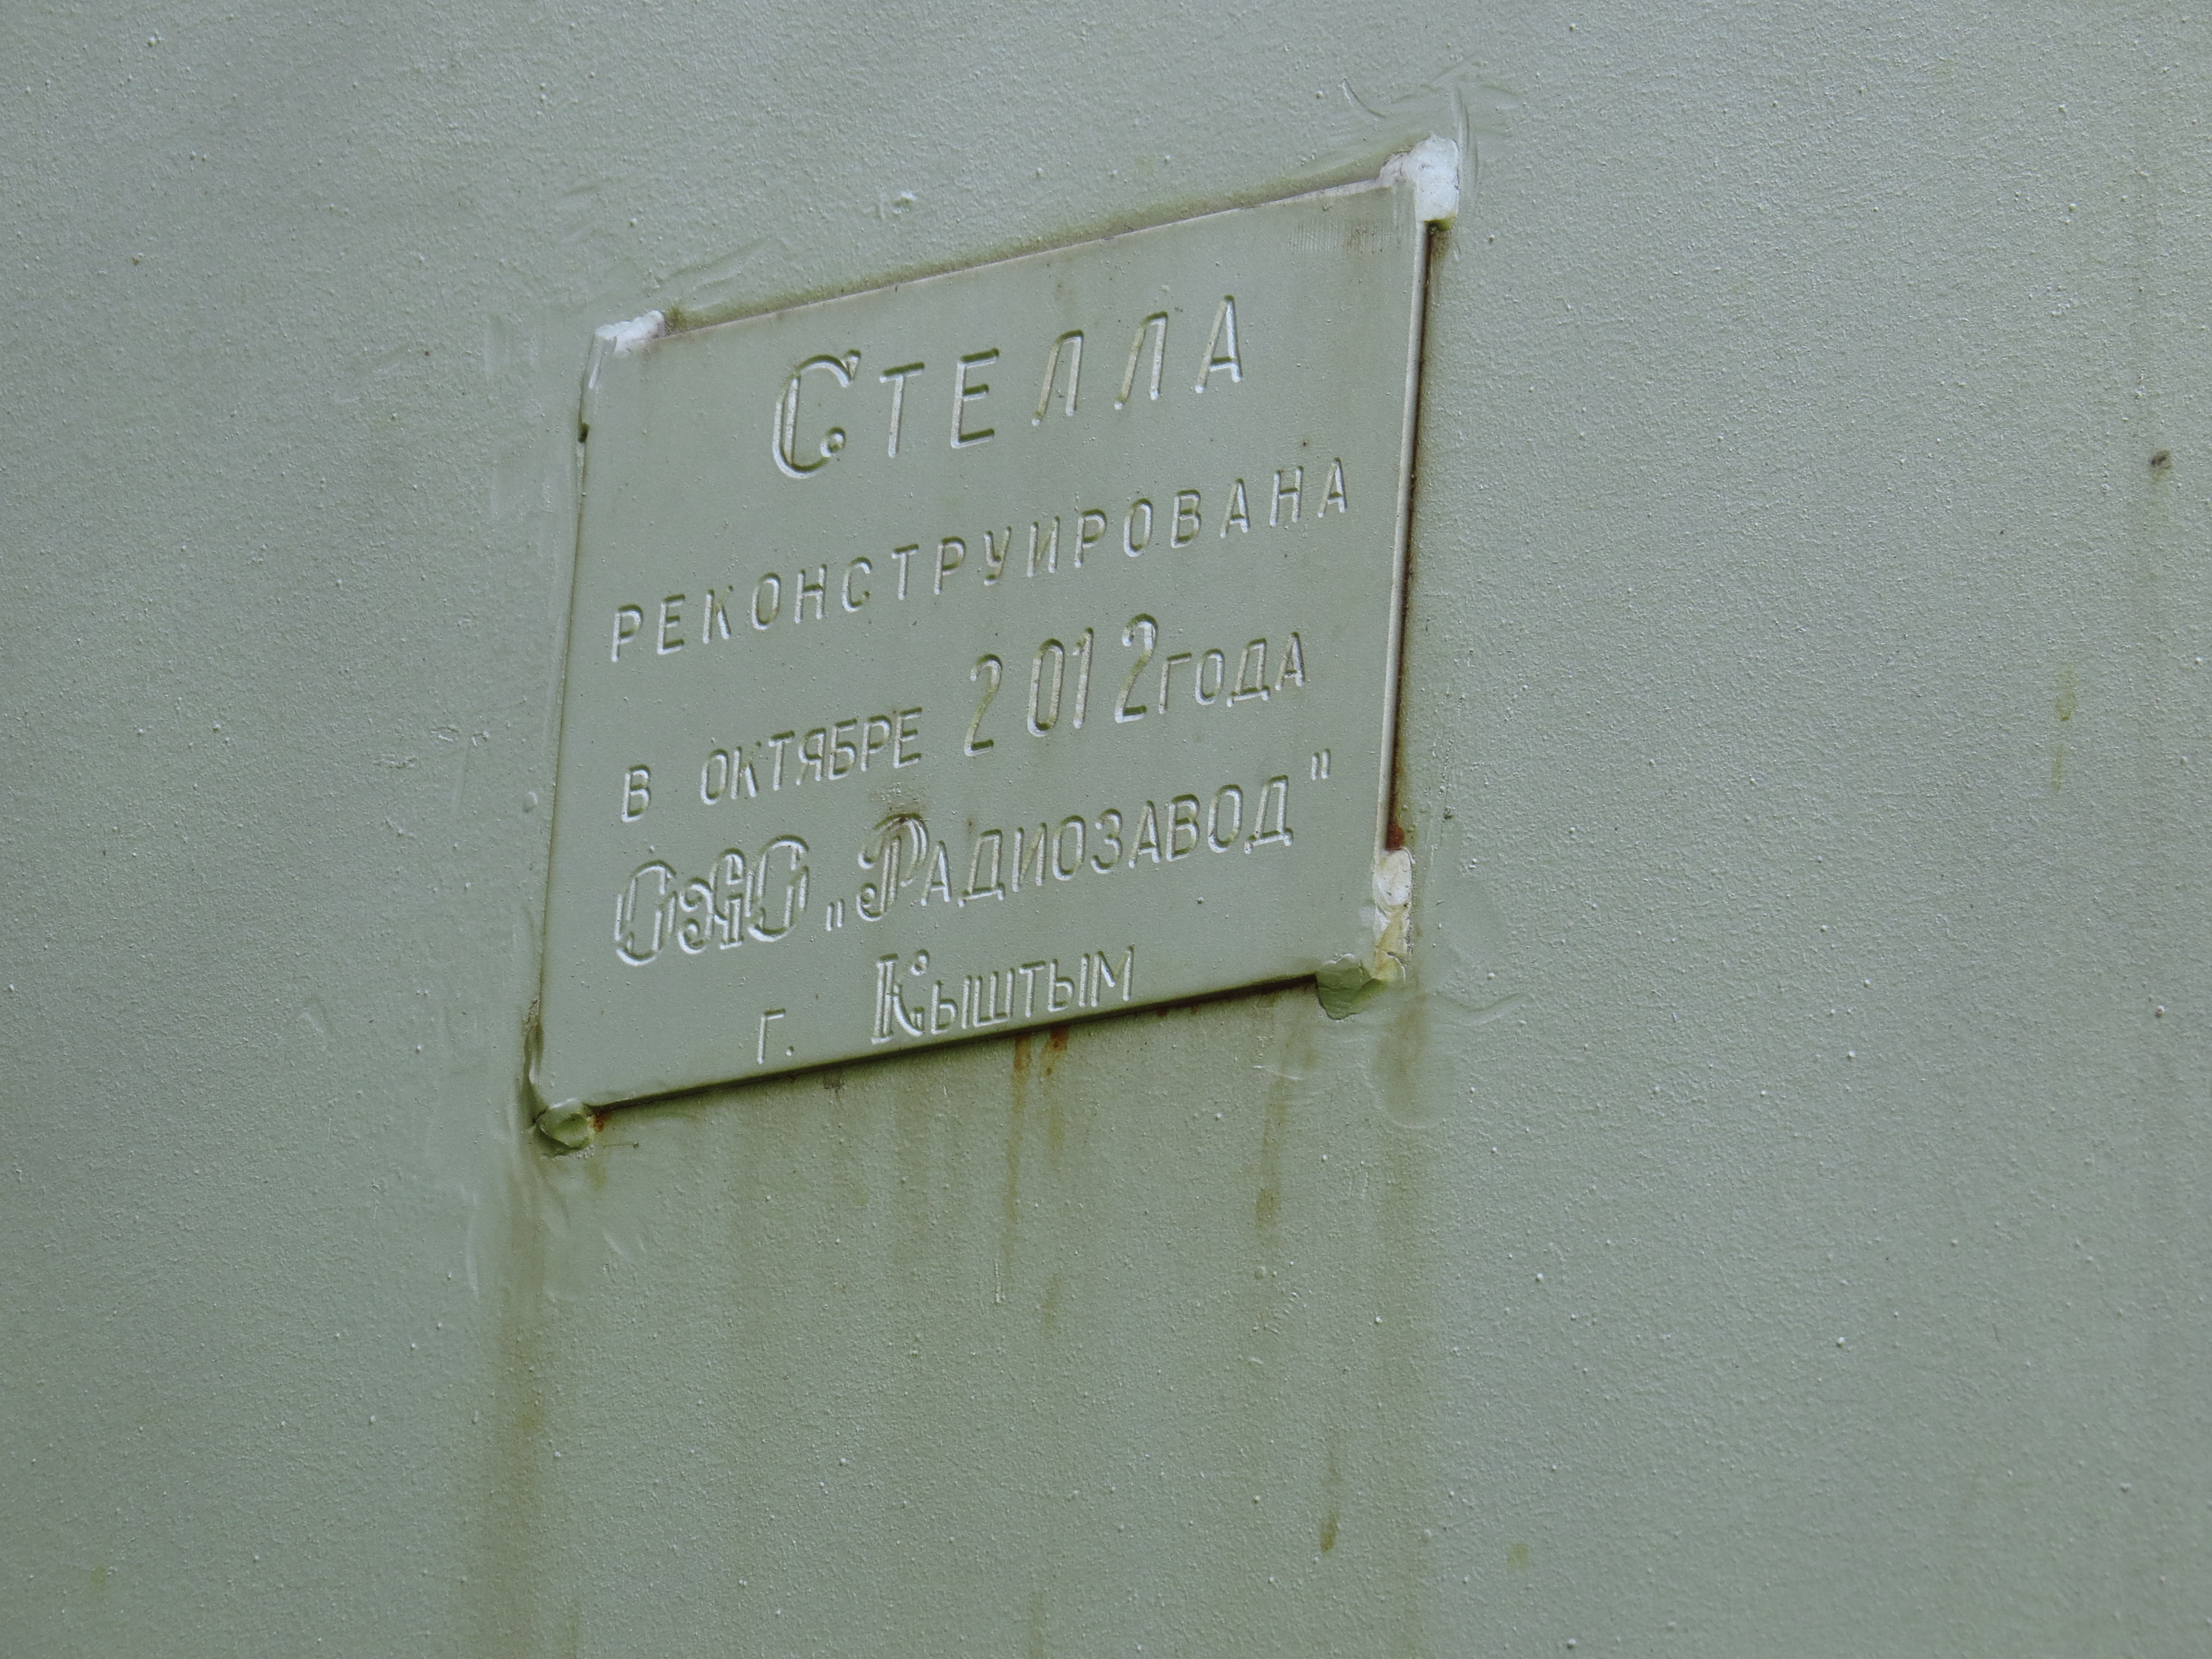 СТЕЛЛА
РЕКОНСТРУИРОВАНА
В ОКТЯБРЕ 2012 ГОДА
ОАО „РАДИОЗАВОД"
Г. КЫШТЫМ